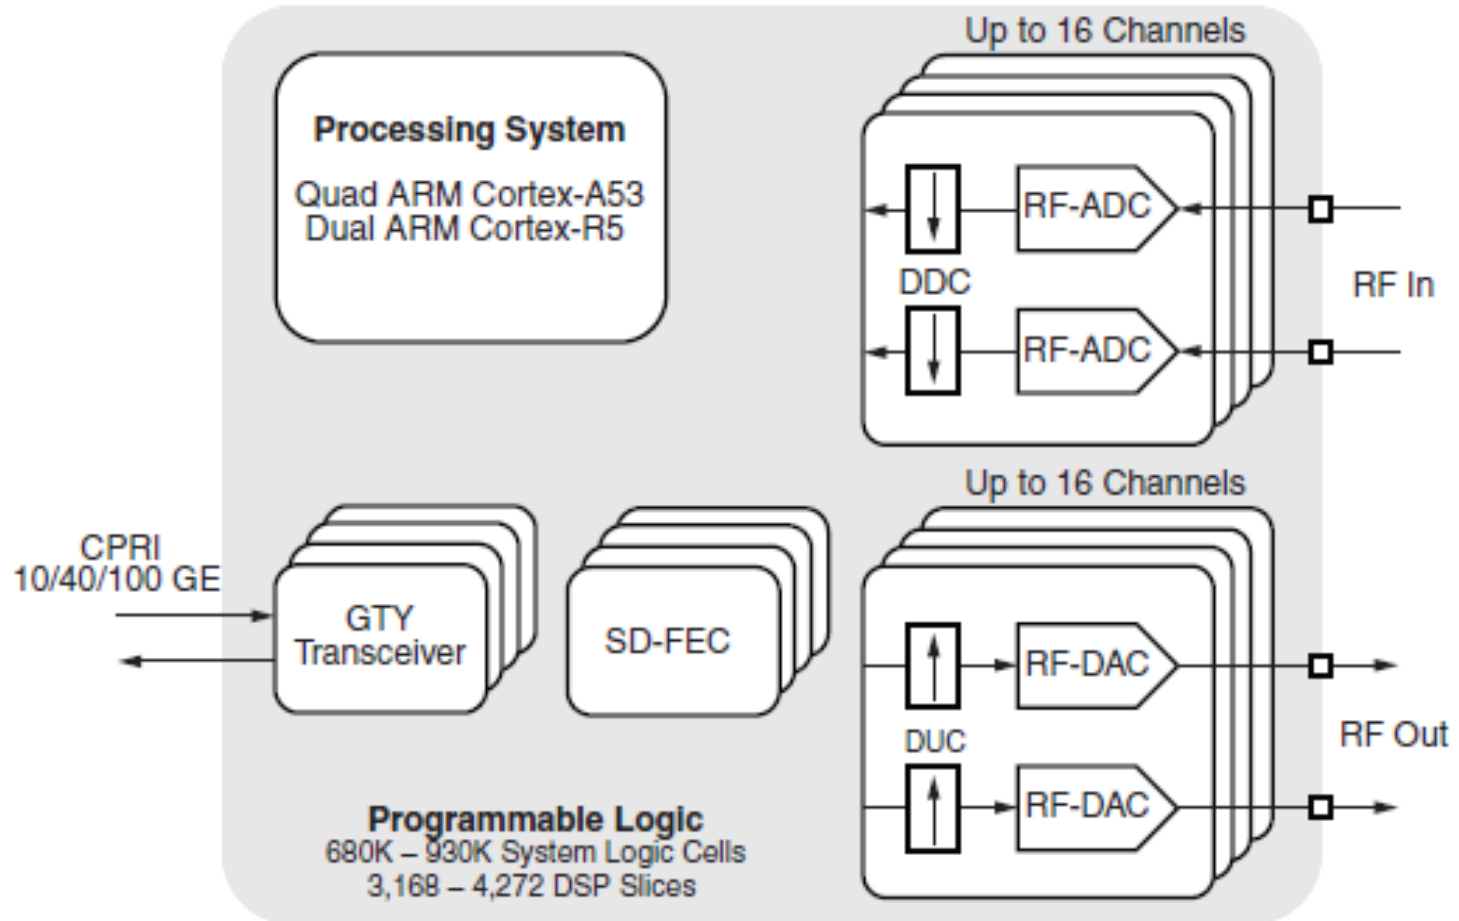 Up to 16 Channels
Processing System
Quad ARM Cortex-A53
Dual ARM Cortex-R5
RF-ADC
DDC
RF In
RF-ADC
Up to 16 Channels
CPRI
10/40/100 GE
GTY
Transceiver
SD-FEC
RF-DAC
DUC
RF Out
RF-DAC
Programmable Logic
680K – 930K System Logic Cells
3,168 – 4,272 DSP Slices